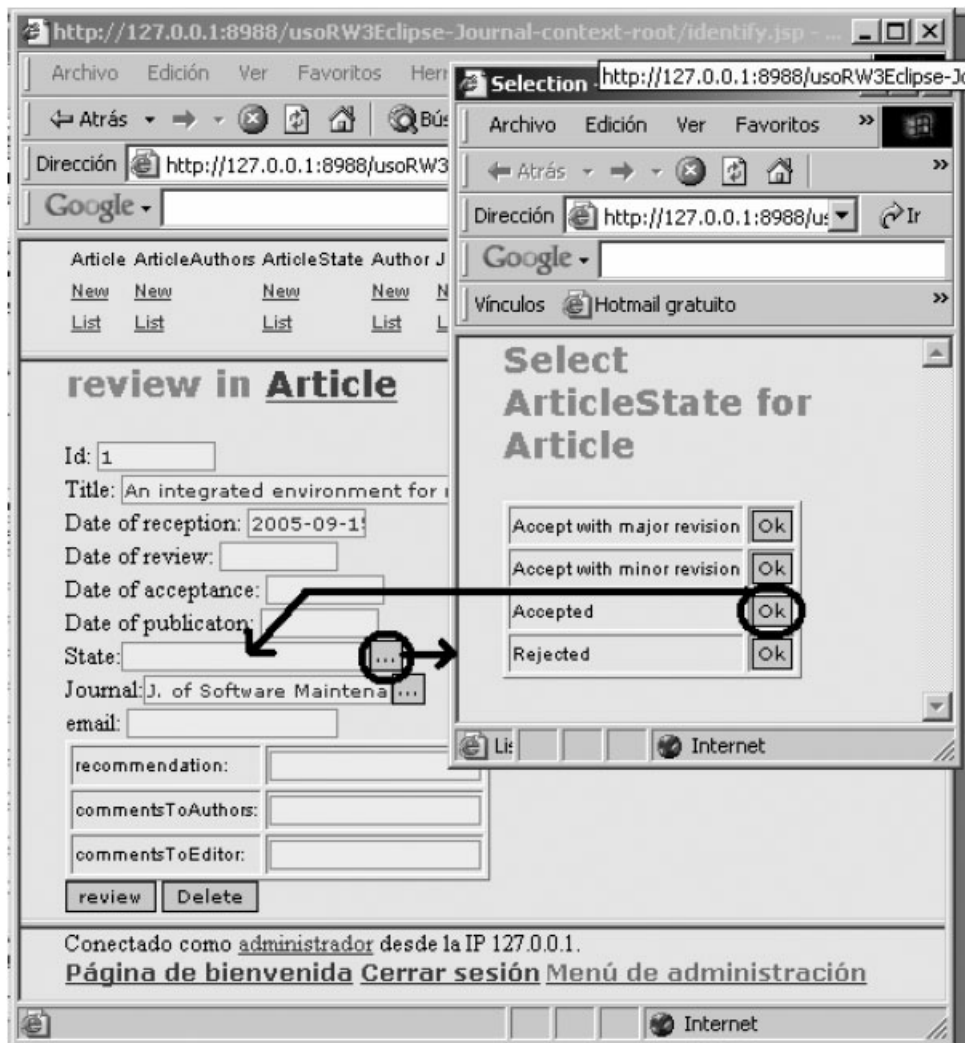 http://127.0.0.1:8988/usoRW3Eclipse-Journal-context-root/identify.jsp - ...
Archivo Edición Ver Favoritos Herr
Atrás Bús
Dirección http://127.0.0.1:8988/usoRW3
Google
Article ArticleAuthors ArticleState Author J
New New New New N
List List List List L
review in Article
Id: 1
Title: An integrated environment for
Date of reception: 2005-09-15
Date of review:
Date of acceptance:
Date of publicaton:
State: ...
Journal: J. of Software Maintena ...
email:
recommendation:
commentsToAuthors:
commentsToEditor:
review Delete
Conectado como administrador desde la IP 127.0.0.1.
Página de bienvenida Cerrar sesión Menú de administración
Internet
Selection -
http://127.0.0.1:8988/usoRW3Eclipse-Jo
Archivo Edición Ver Favoritos »
Atrás »
Dirección http://127.0.0.1:8988/us Ir
Google
Vínculos Hotmail gratuito »
Select
ArticleState for
Article
Accept with major revision Ok
Accept with minor revision Ok
Accepted Ok
Rejected Ok
Lis Internet